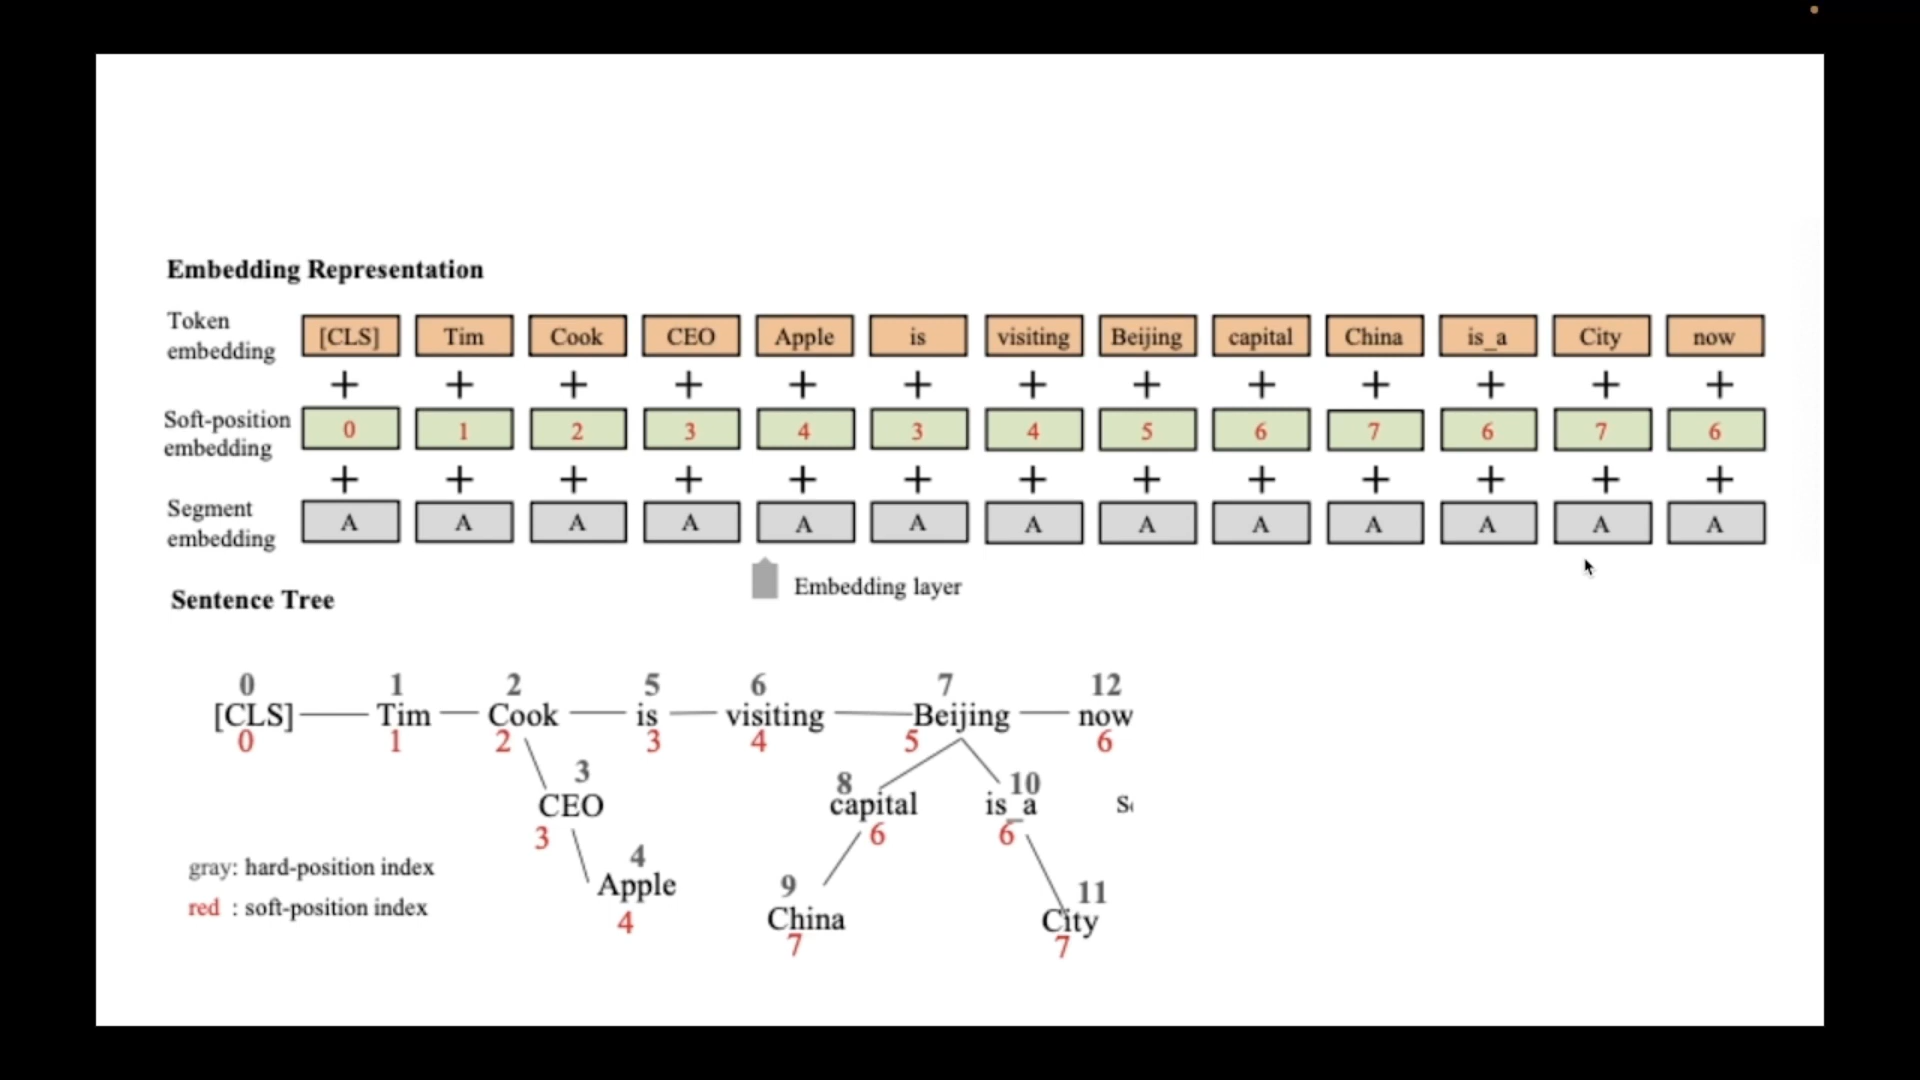 Embedding Representation
Token embedding [CLS] Tim Cook CEO Apple is visiting Beijing capital China is_a City now
+ + + + + + + + + + + + +
Soft-position embedding 0 1 2 3 4 3 4 5 6 7 6 7 6
+ + + + + + + + + + + + +
Segment embedding A A A A A A A A A A A A A
Embedding layer
Sentence Tree
0 1 2 5 6 7 12
[CLS] Tim Cook is visiting Beijing now
0 1 2 3 4 5 6
3 8 10
CEO capital is_a
3 6 6
4 9 11
Apple China City
4 7 7
gray: hard-position index
red : soft-position index